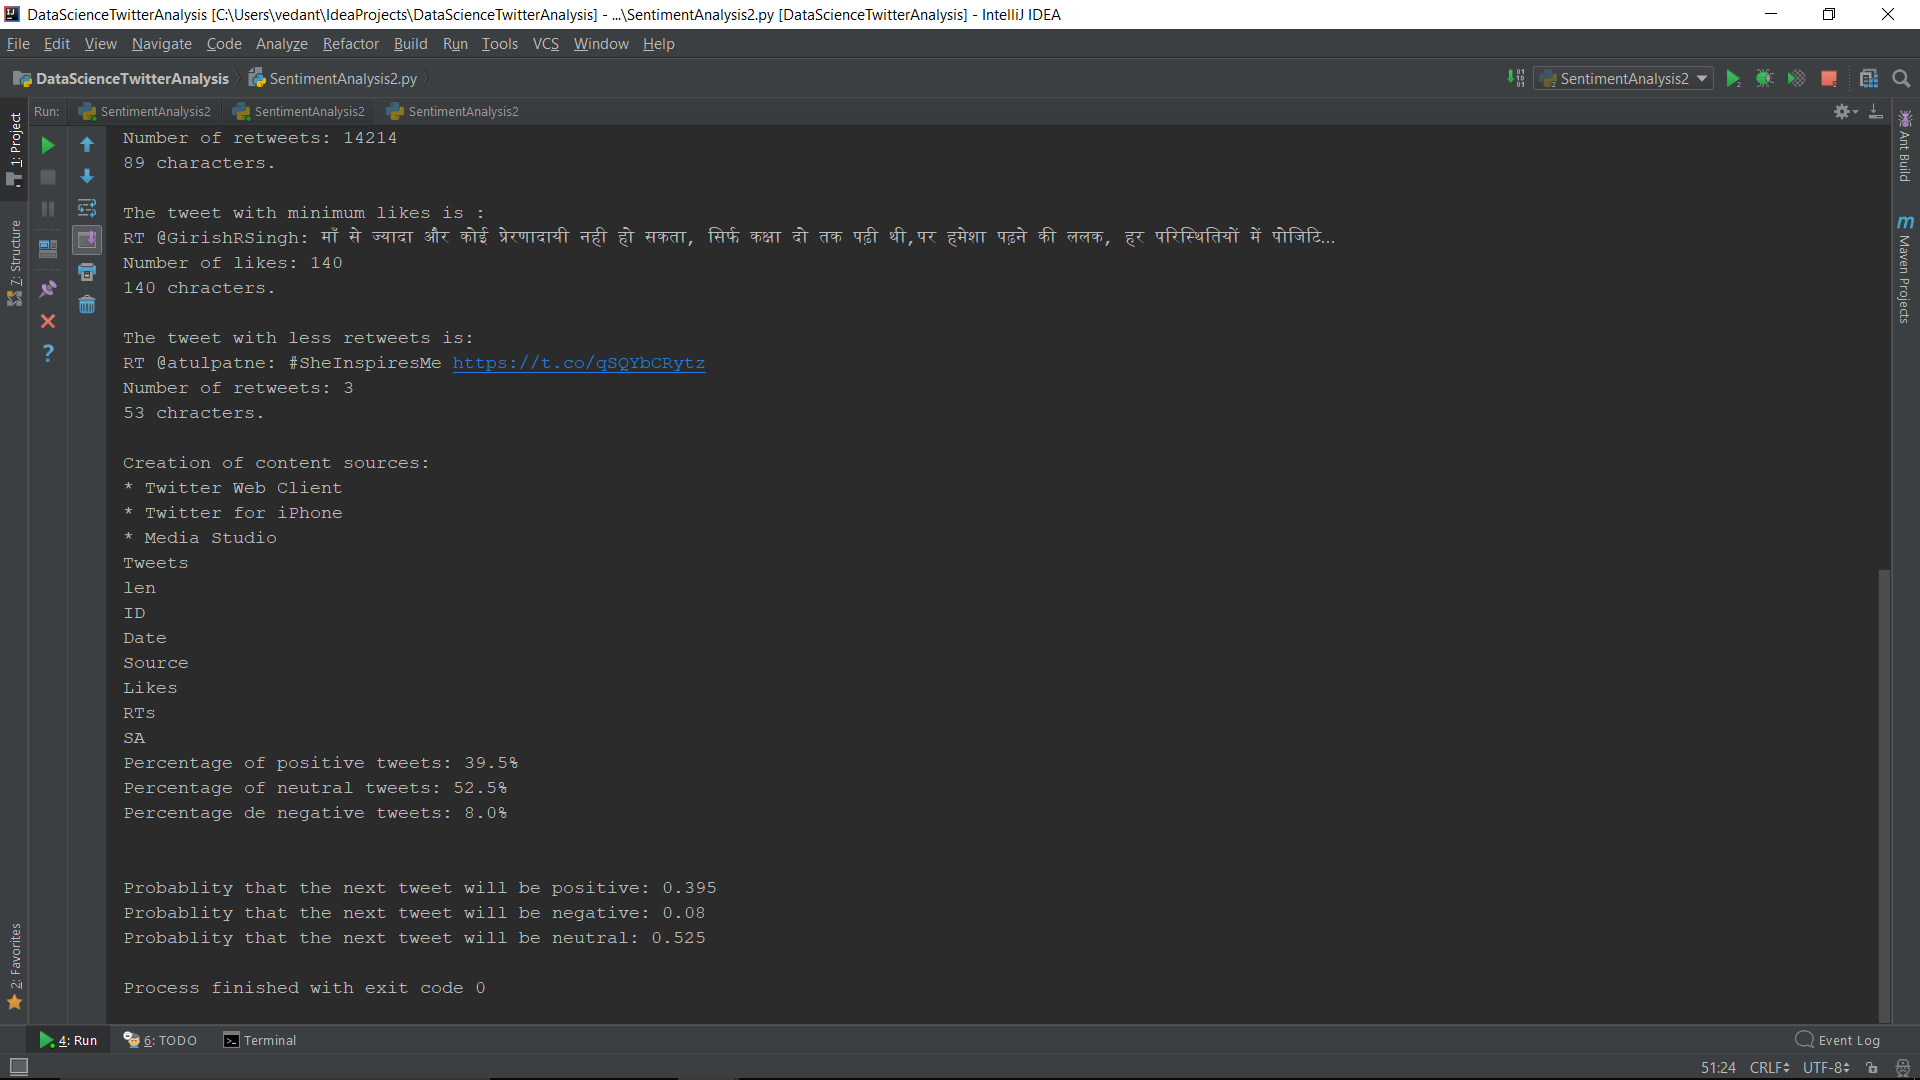 DataScienceTwitterAnalysis [C:\Users\vedant\IdeaProjects\DataScienceTwitterAnalysis] - ...\SentimentAnalysis2.py [DataScienceTwitterAnalysis] - IntelliJ IDEA
File Edit View Navigate Code Analyze Refactor Build Run Tools VCS Window Help
DataScienceTwitterAnalysis SentimentAnalysis2.py SentimentAnalysis2
Run: SentimentAnalysis2 SentimentAnalysis2 SentimentAnalysis2
1: Project
7: Structure
2: Favorites
Number of retweets: 14214
89 characters.
The tweet with minimum likes is :
RT @GirishRSingh: माँ से ज्यादा और कोई प्रेरणादायी नही हो सकता, सिर्फ कक्षा दो तक पढ़ी थी,पर हमेशा पढ़ने की ललक, हर परिस्थितियों में पोजिटि…
Number of likes: 140
140 chracters.
The tweet with less retweets is:
RT @atulpatne: #SheInspiresMe https://t.co/qSQYbCRytz
Number of retweets: 3
53 chracters.
Creation of content sources:
* Twitter Web Client
* Twitter for iPhone
* Media Studio
Tweets
len
ID
Date
Source
Likes
RTs
SA
Percentage of positive tweets: 39.5%
Percentage of neutral tweets: 52.5%
Percentage de negative tweets: 8.0%
Probablity that the next tweet will be positive: 0.395
Probablity that the next tweet will be negative: 0.08
Probablity that the next tweet will be neutral: 0.525
Process finished with exit code 0
Ant Build
Maven Projects
4: Run 6: TODO Terminal Event Log
51:24 CRLF UTF-8